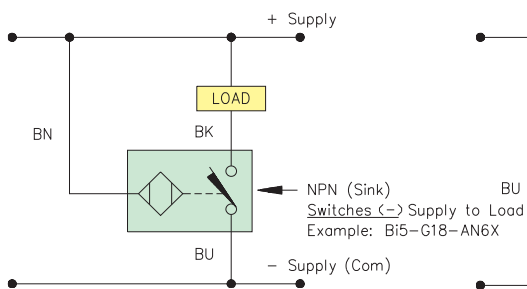 + Supply
LOAD
BN
BK
NPN (Sink)
Switches (-) Supply to Load
Example: Bi5-G18-AN6X
BU
BU
- Supply (Com)